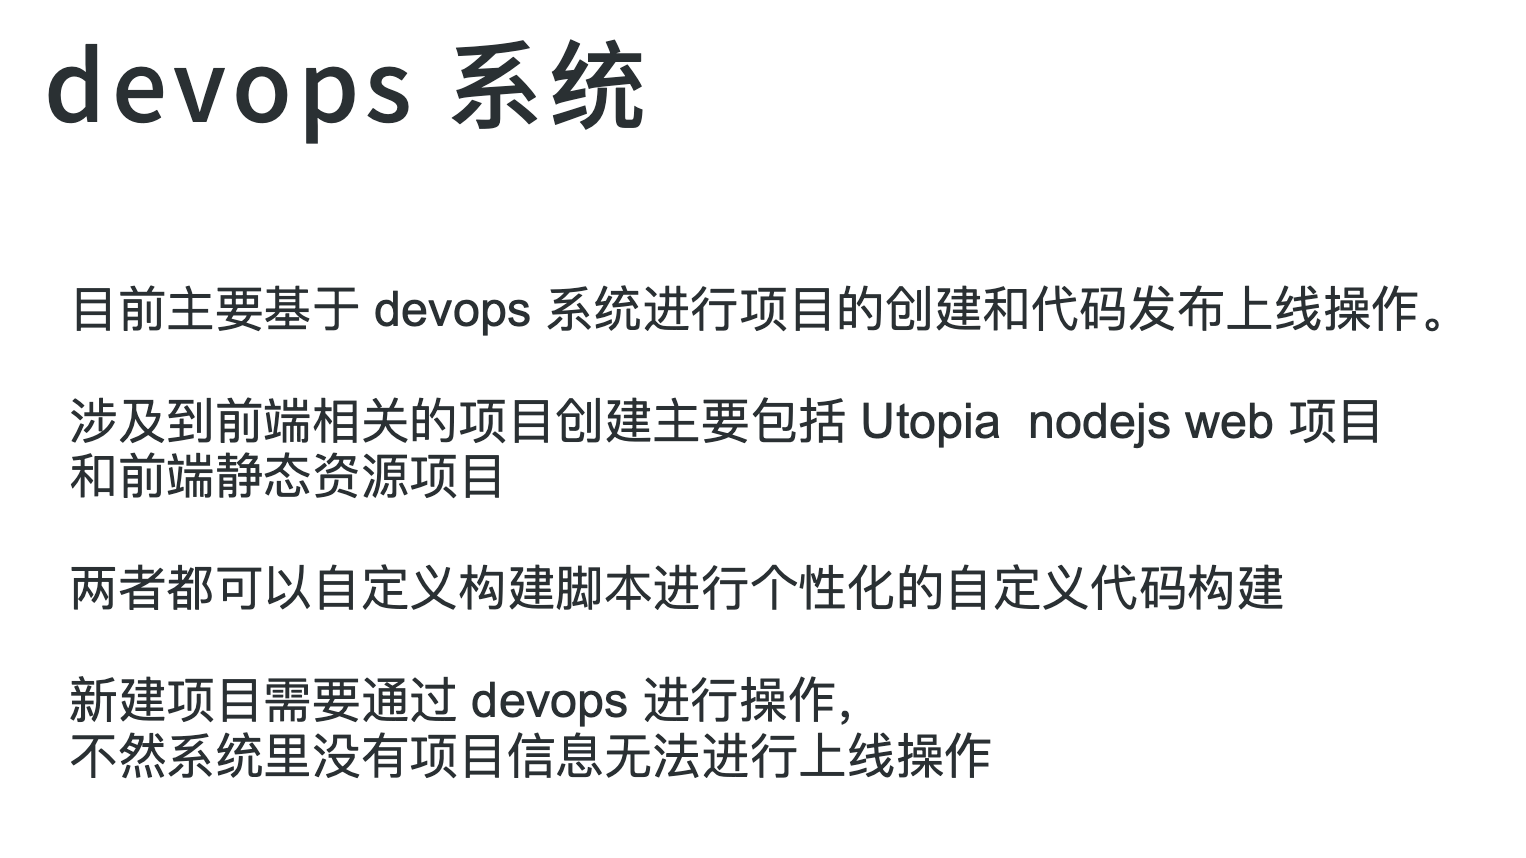 devops 系统
目前主要基于 devops 系统进行项目的创建和代码发布上线操作。
涉及到前端相关的项目创建主要包括 Utopia  nodejs web 项目
和前端静态资源项目
两者都可以自定义构建脚本进行个性化的自定义代码构建
新建项目需要通过 devops 进行操作，
不然系统里没有项目信息无法进行上线操作